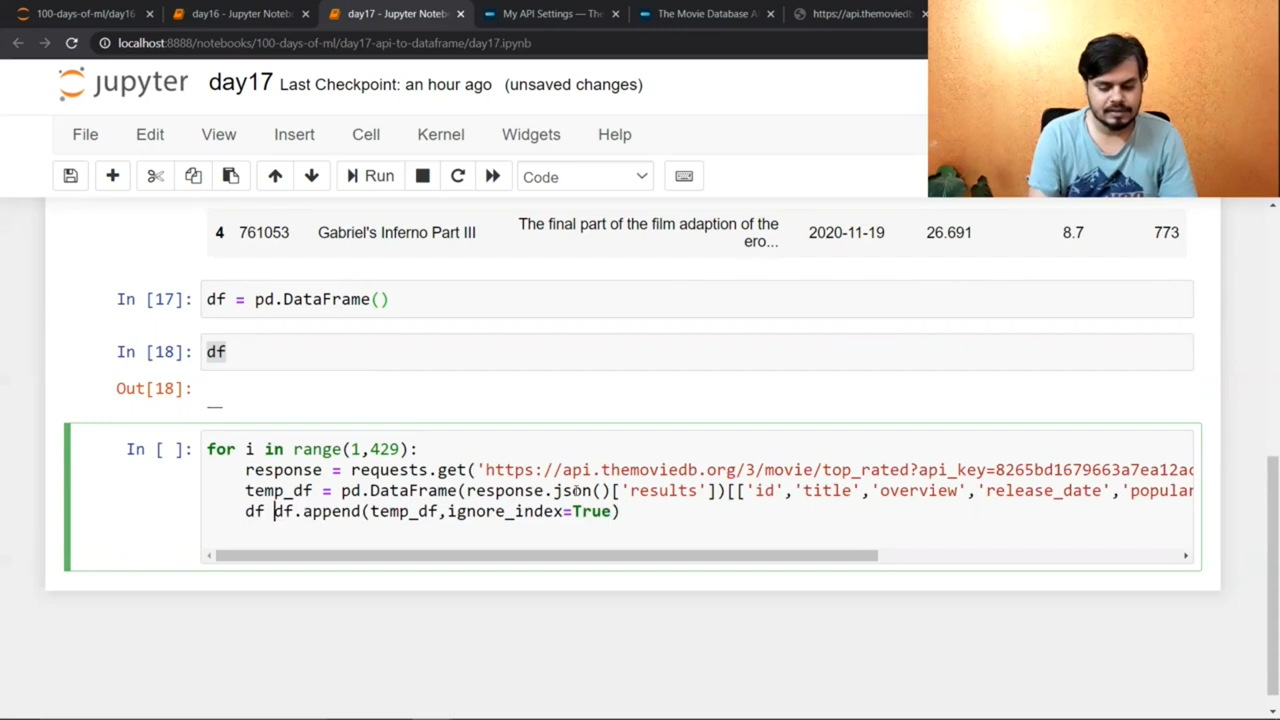 100-days-of-ml/day16
day16 - Jupyter Noteb
day17 - Jupyter Noteb
My API Settings — The
The Movie Database A
https://api.themoviedb
localhost:8888/notebooks/100-days-of-ml/day17-api-to-dataframe/day17.ipynb
jupyter day17 Last Checkpoint: an hour ago (unsaved changes)
File Edit View Insert Cell Kernel Widgets Help
Run Code
The final part of the film adaption of the
4 761053 Gabriel's Inferno Part III 2020-11-19 26.691 8.7 773
ero...
In [17]: df = pd.DataFrame()
In [18]: df
Out[18]:
In [ ]: for i in range(1,429):
response = requests.get('https://api.themoviedb.org/3/movie/top_rated?api_key=8265bd1679663a7ea12ac
temp_df = pd.DataFrame(response.json()['results'])[['id','title','overview','release_date','popular
df df.append(temp_df,ignore_index=True)